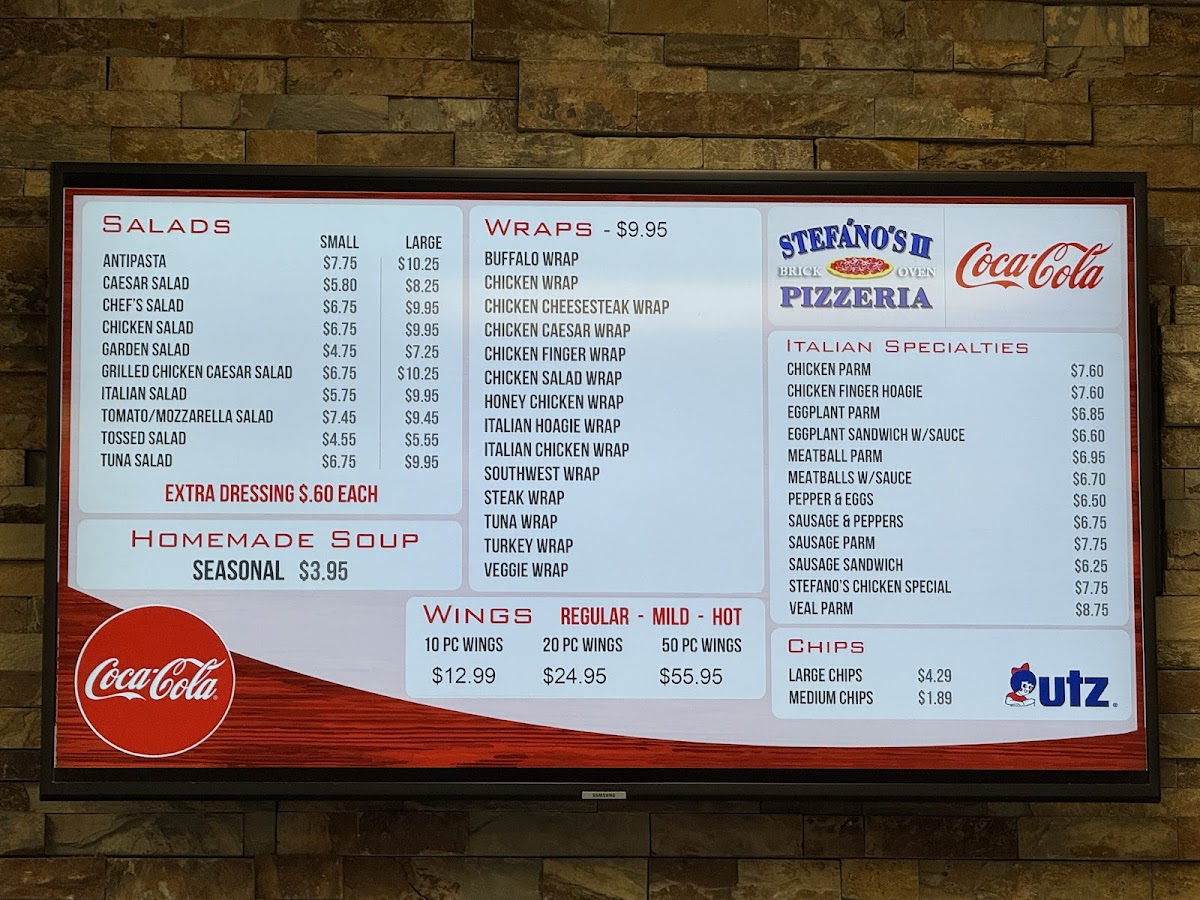 SALADS
SMALL LARGE
ANTIPASTA $7.75 $10.25
CAESAR SALAD $5.80 $8.25
CHEF'S SALAD $6.75 $9.95
CHICKEN SALAD $6.75 $9.95
GARDEN SALAD $4.75 $7.25
GRILLED CHICKEN CAESAR SALAD $6.75 $10.25
ITALIAN SALAD $5.75 $9.95
TOMATO/MOZZARELLA SALAD $7.45 $9.45
TOSSED SALAD $4.55 $5.55
TUNA SALAD $6.75 $9.95
EXTRA DRESSING $.60 EACH
HOMEMADE SOUP
SEASONAL $3.95
Coca-Cola
WRAPS - $9.95
BUFFALO WRAP
CHICKEN WRAP
CHICKEN CHEESESTEAK WRAP
CHICKEN CAESAR WRAP
CHICKEN FINGER WRAP
CHICKEN SALAD WRAP
HONEY CHICKEN WRAP
ITALIAN HOAGIE WRAP
ITALIAN CHICKEN WRAP
SOUTHWEST WRAP
STEAK WRAP
TUNA WRAP
TURKEY WRAP
VEGGIE WRAP
WINGS REGULAR - MILD - HOT
10 PC WINGS 20 PC WINGS 50 PC WINGS
$12.99 $24.95 $55.95
STEFÁNO'S II
BRICK OVEN
PIZZERIA
Coca-Cola
ITALIAN SPECIALTIES
CHICKEN PARM $7.60
CHICKEN FINGER HOAGIE $7.60
EGGPLANT PARM $6.85
EGGPLANT SANDWICH W/SAUCE $6.60
MEATBALL PARM $6.95
MEATBALLS W/SAUCE $6.70
PEPPER & EGGS $6.50
SAUSAGE & PEPPERS $6.75
SAUSAGE PARM $7.75
SAUSAGE SANDWICH $6.25
STEFANO'S CHICKEN SPECIAL $7.75
VEAL PARM $8.75
CHIPS
LARGE CHIPS $4.29
MEDIUM CHIPS $1.89
utz
SAMSUNG